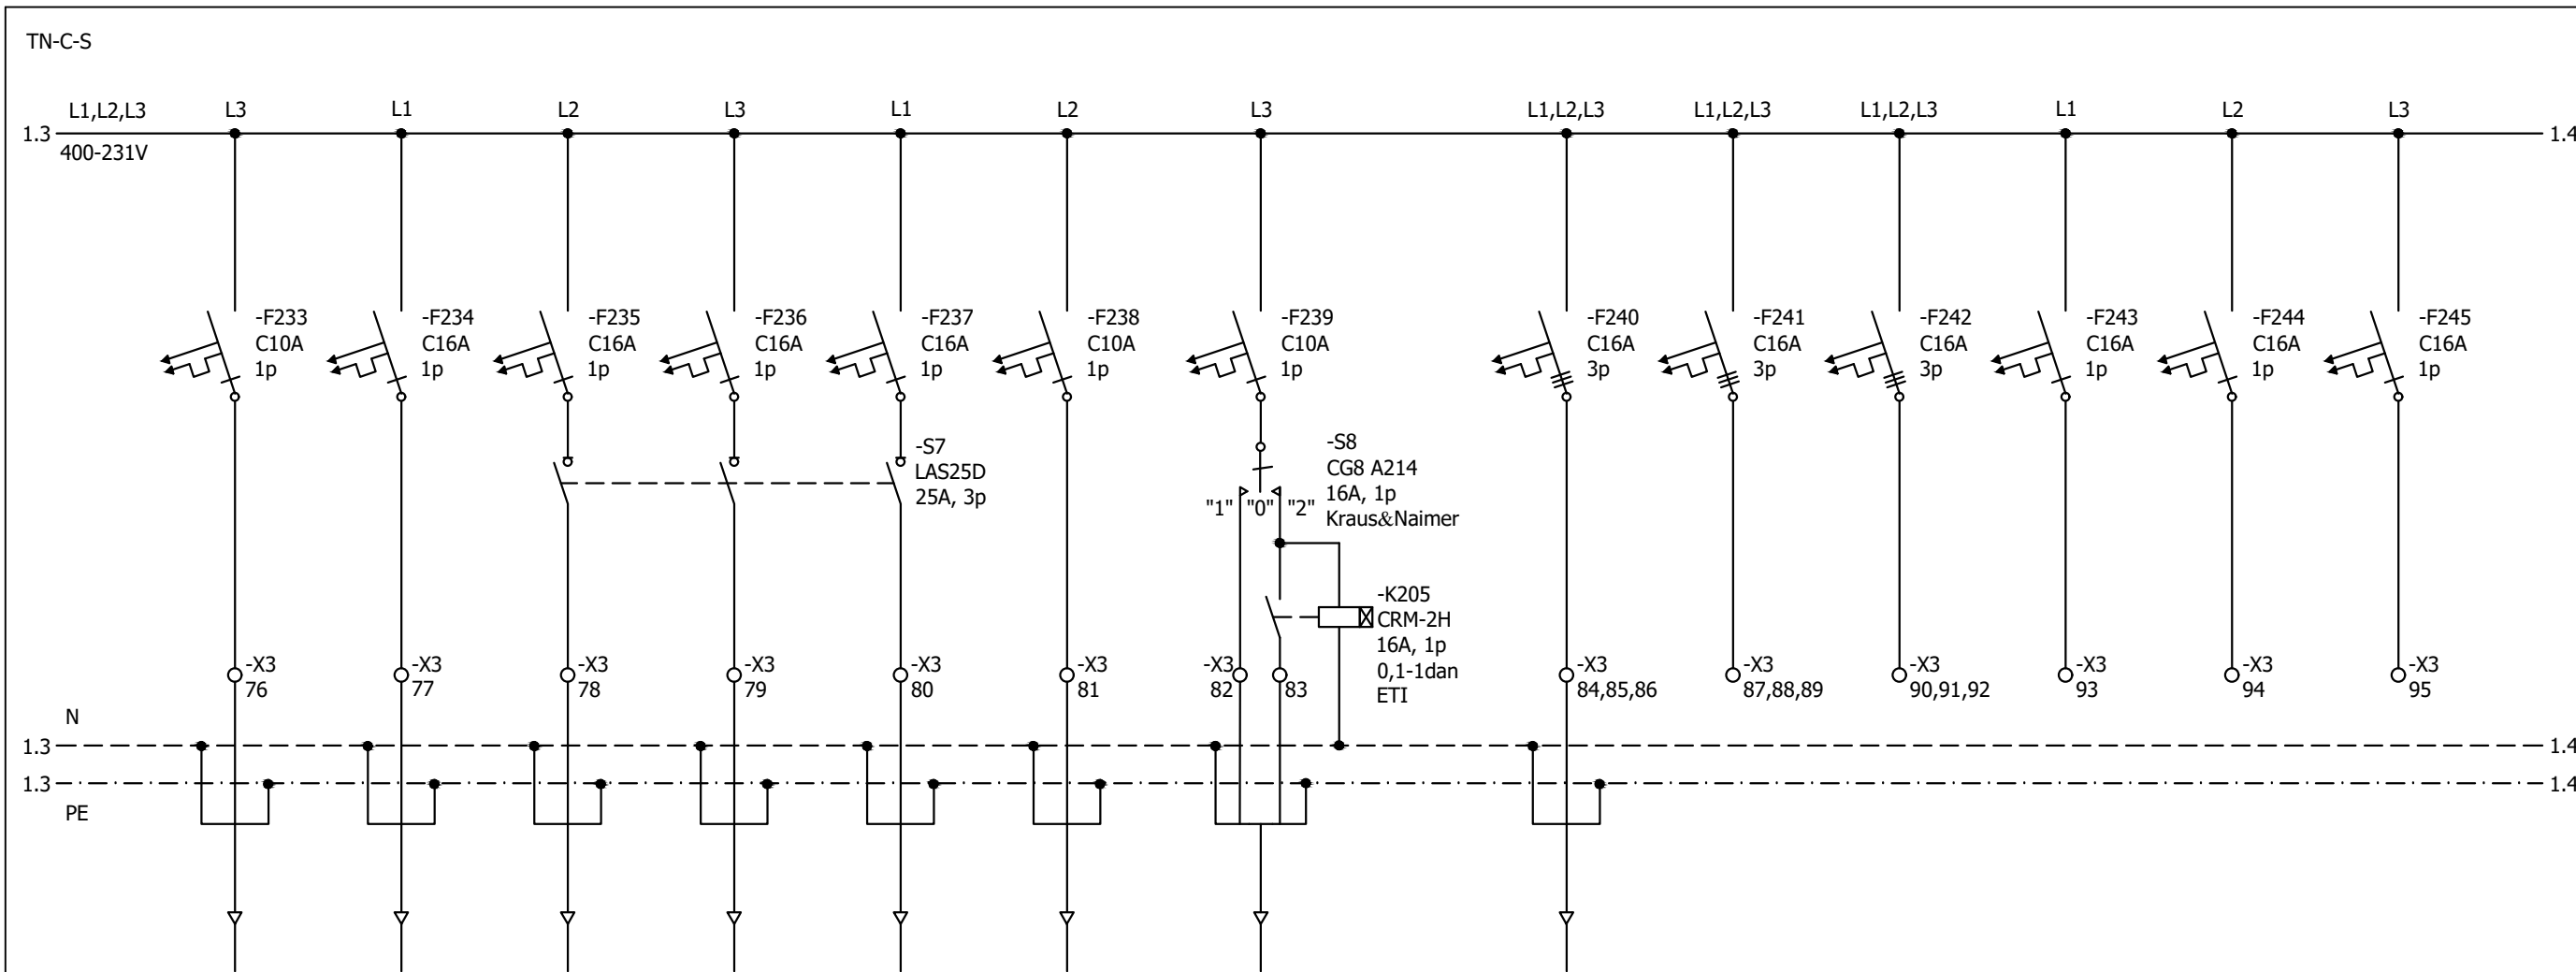 TN-C-S
L1,L2,L3 L3 L1 L2 L3 L1 L2 L3 L1,L2,L3 L1,L2,L3 L1,L2,L3 L1 L2 L3
1.3 1.4
400-231V
-F233 -F234 -F235 -F236 -F237 -F238 -F239 -F240 -F241 -F242 -F243 -F244 -F245
C10A C16A C16A C16A C16A C10A C10A C16A C16A C16A C16A C16A C16A
1p 1p 1p 1p 1p 1p 1p 3p 3p 3p 1p 1p 1p
-S7
LAS25D
25A, 3p
-S8
CG8 A214
16A, 1p
"1" "0" "2" Kraus&Naimer
-K205
CRM-2H
16A, 1p
0,1-1dan
ETI
-X3 -X3 -X3 -X3 -X3 -X3 -X3 -X3 -X3 -X3 -X3 -X3 -X3
76 77 78 79 80 81 82 83 84,85,86 87,88,89 90,91,92 93 94 95
N
1.3 1.4
1.3 1.4
PE